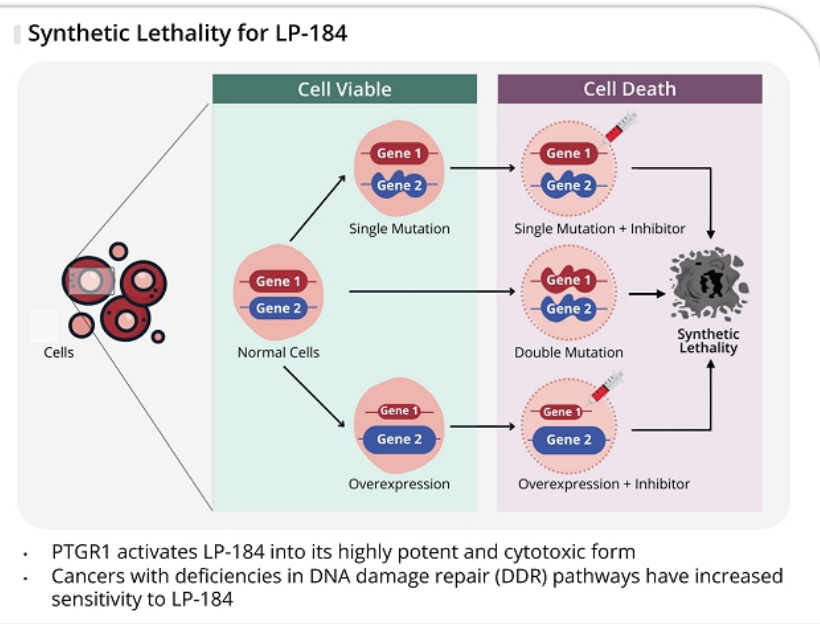 Synthetic Lethality for LP-184
Cell Viable
Cell Death
Gene 1
Gene 2
Single Mutation
Gene 1
Gene 2
Single Mutation + Inhibitor
Cells
Gene 1
Gene 2
Normal Cells
Gene 1
Gene 2
Double Mutation
Synthetic
Lethality
Gene 1
Gene 2
Overexpression
Gene 1
Gene 2
Overexpression + Inhibitor
· PTGR1 activates LP-184 into its highly potent and cytotoxic form
· Cancers with deficiencies in DNA damage repair (DDR) pathways have increased
sensitivity to LP-184